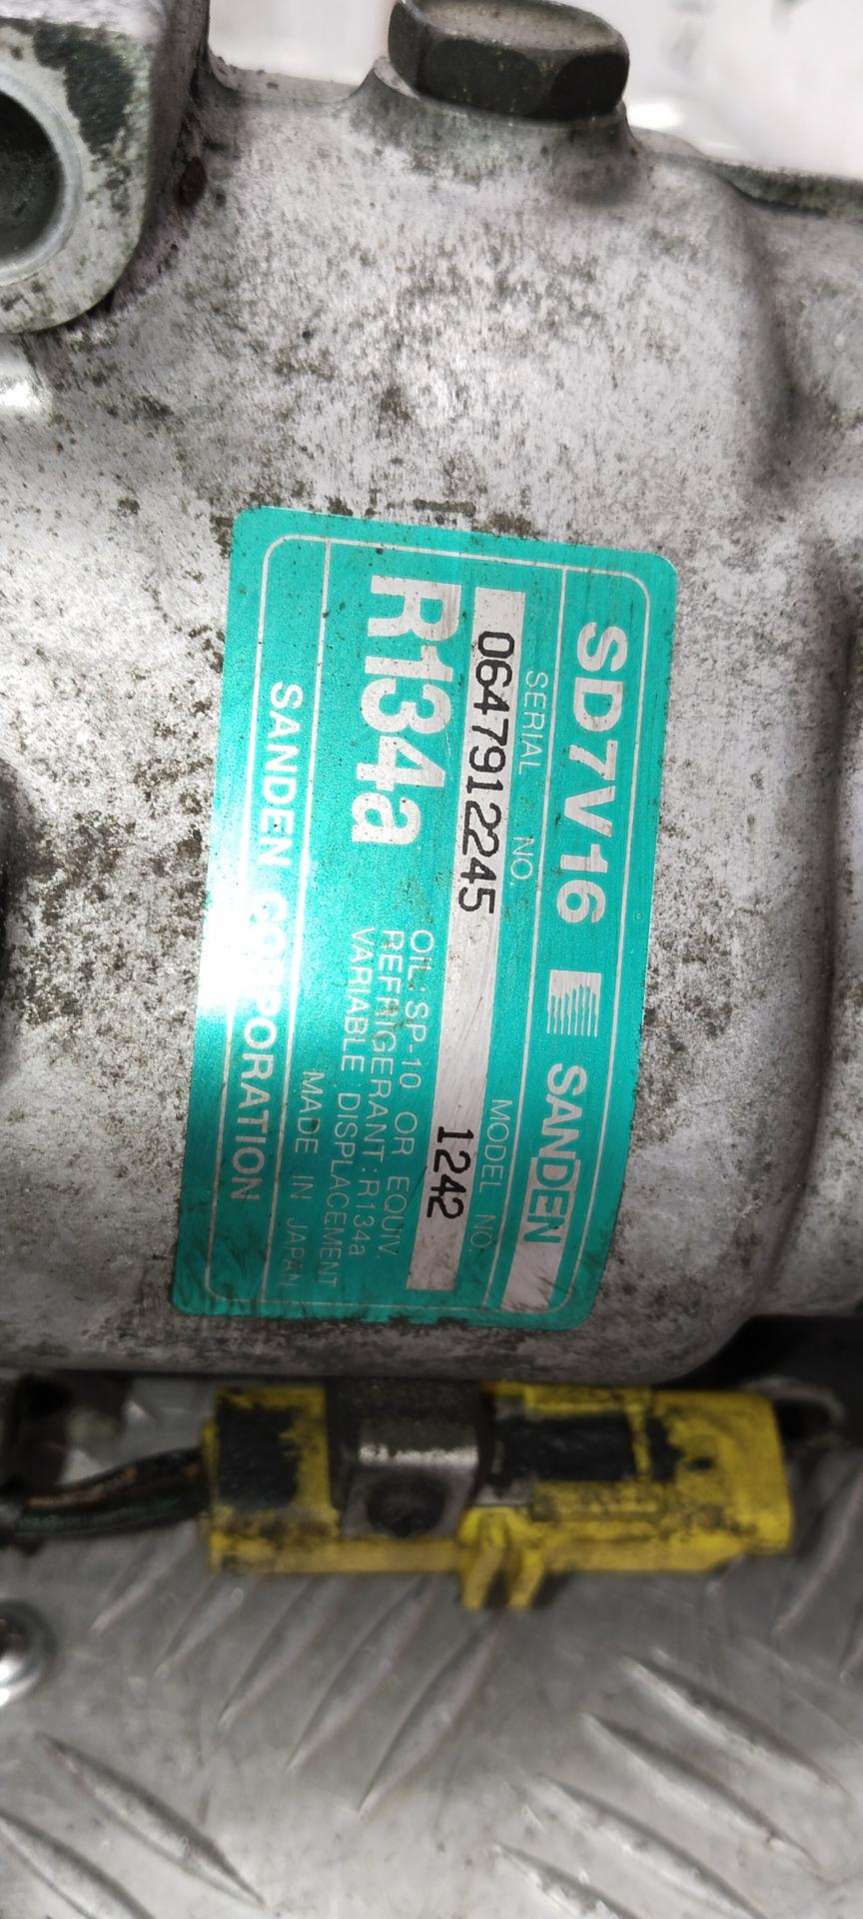 SD7V16 SANDEN
SERIAL NO. MODEL NO.
0647912245 1242
R134a
OIL: SP-10 OR EQUIV.
REFRIGERANT: R134a
VARIABLE DISPLACEMENT
MADE IN JAPAN
SANDEN CORPORATION